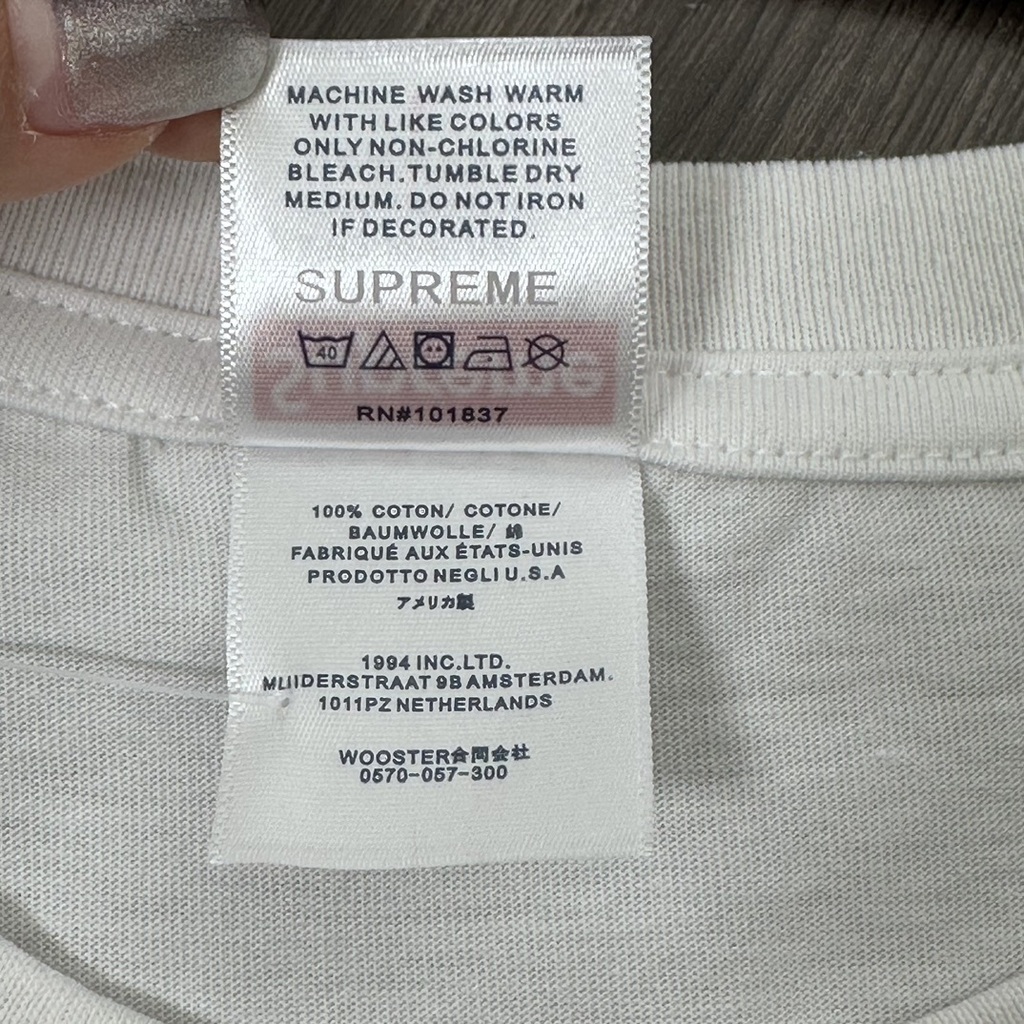 MACHINE WASH WARM
WITH LIKE COLORS
ONLY NON-CHLORINE
BLEACH.TUMBLE DRY
MEDIUM. DO NOT IRON
IF DECORATED.
SUPREME
40
RN#101837
100% COTON/ COTONE/
BAUMWOLLE/ 綿
FABRIQUÉ AUX ÉTATS-UNIS
PRODOTTO NEGLI U.S.A
アメリカ製
1994 INC.LTD.
MUIDERSTRAAT 9B AMSTERDAM.
1011PZ NETHERLANDS
WOOSTER合同会社
0570-057-300